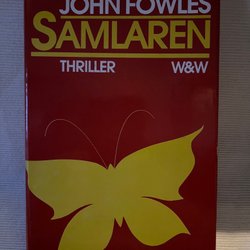 JOHN FOWLES
SAMLAREN
THRILLER W&W